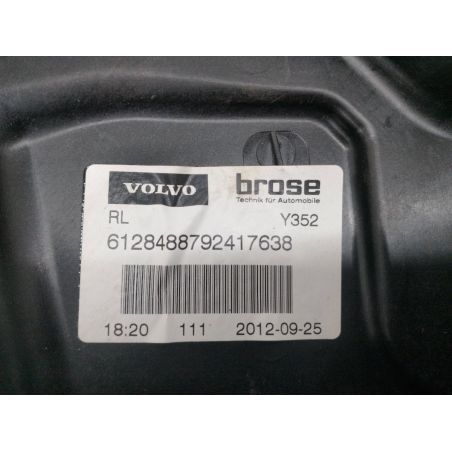 VOLVO brose
Technik für Automobile
RL Y352
6128488792417638
18:20 111 2012-09-25